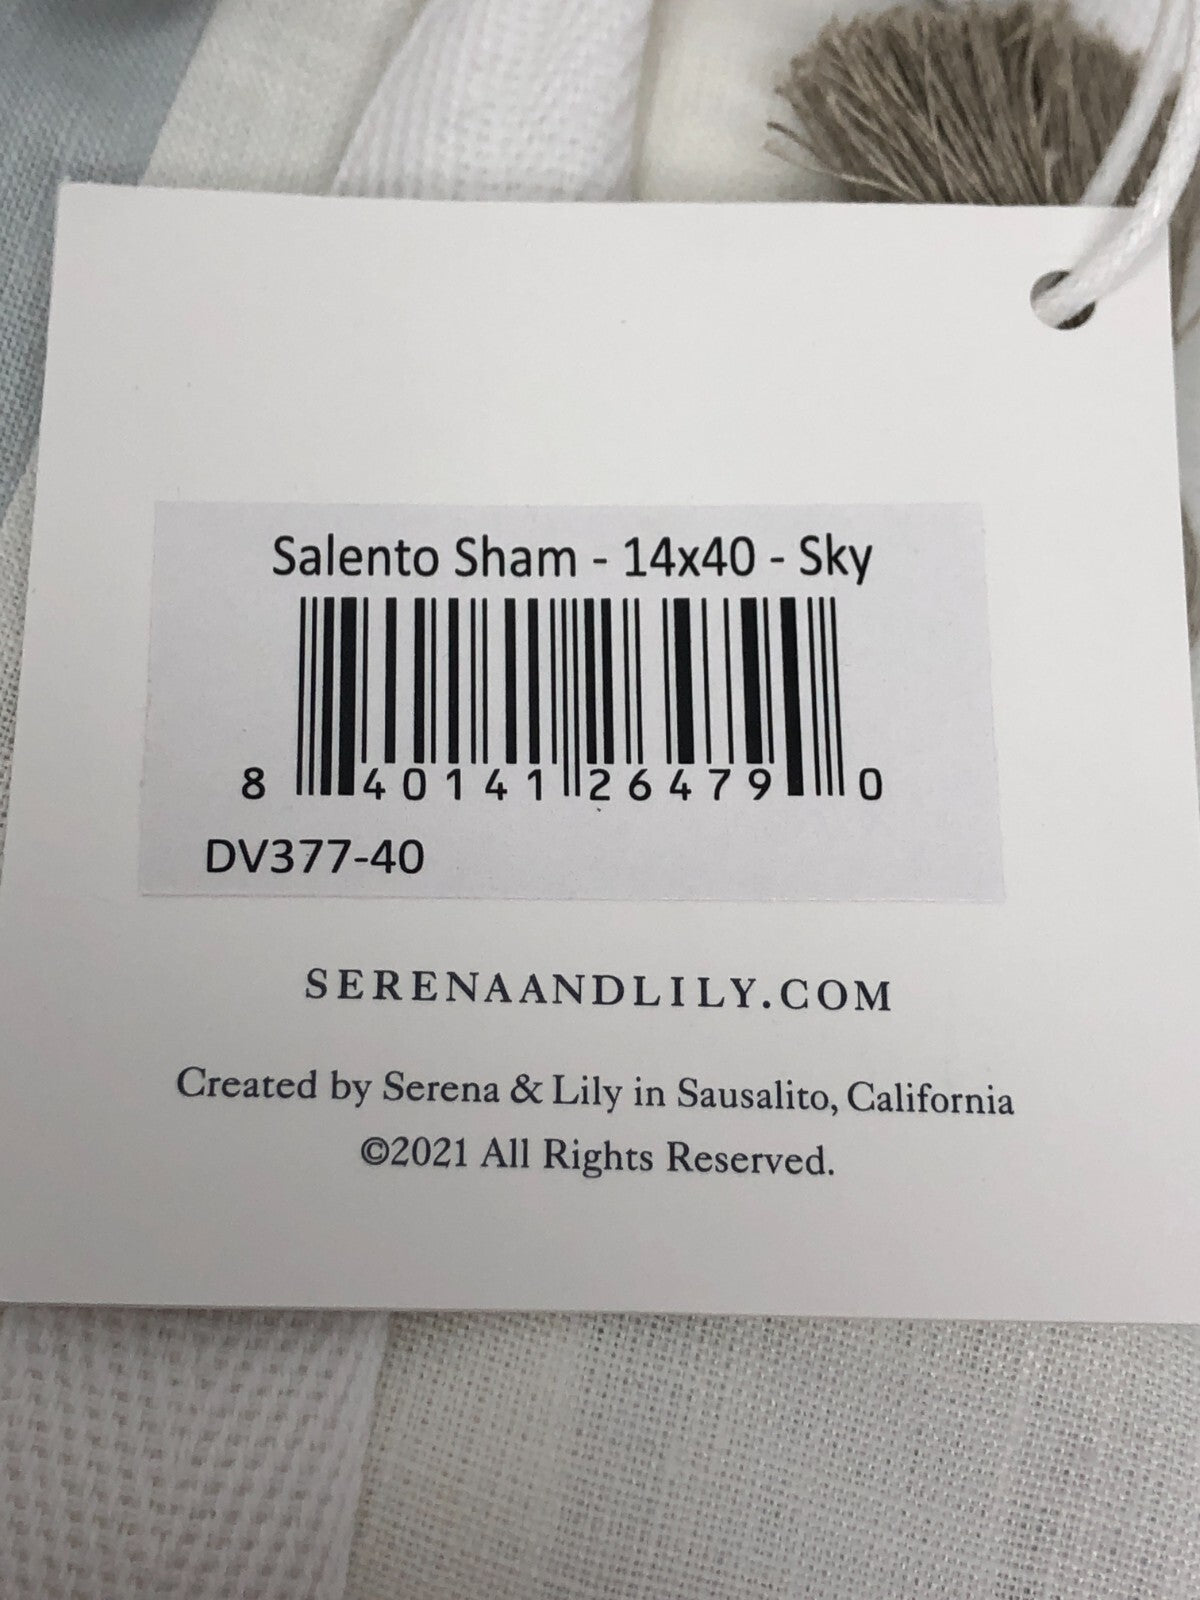 Salento Sham - 14x40 - Sky
8 40141 26479 0
DV377-40
SERENAANDLILY.COM
Created by Serena & Lily in Sausalito, California
©2021 All Rights Reserved.